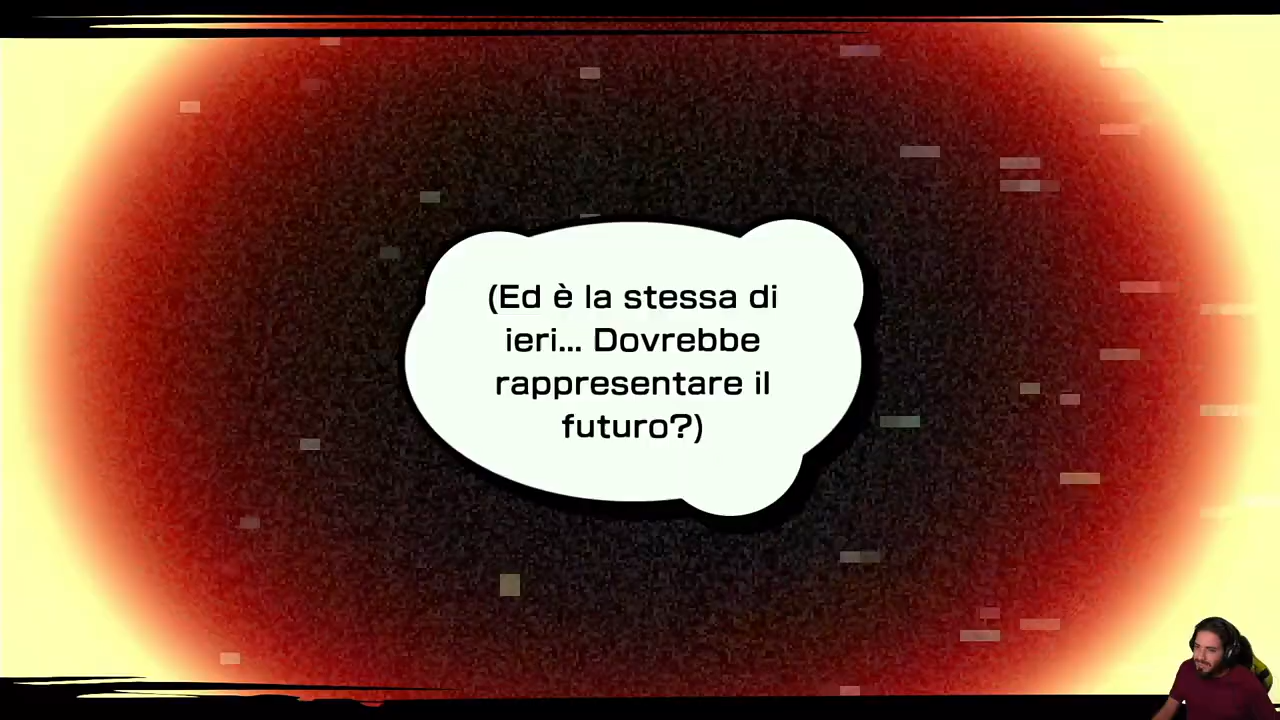 (Ed è la stessa di
ieri... Dovrebbe
rappresentare il
futuro?)